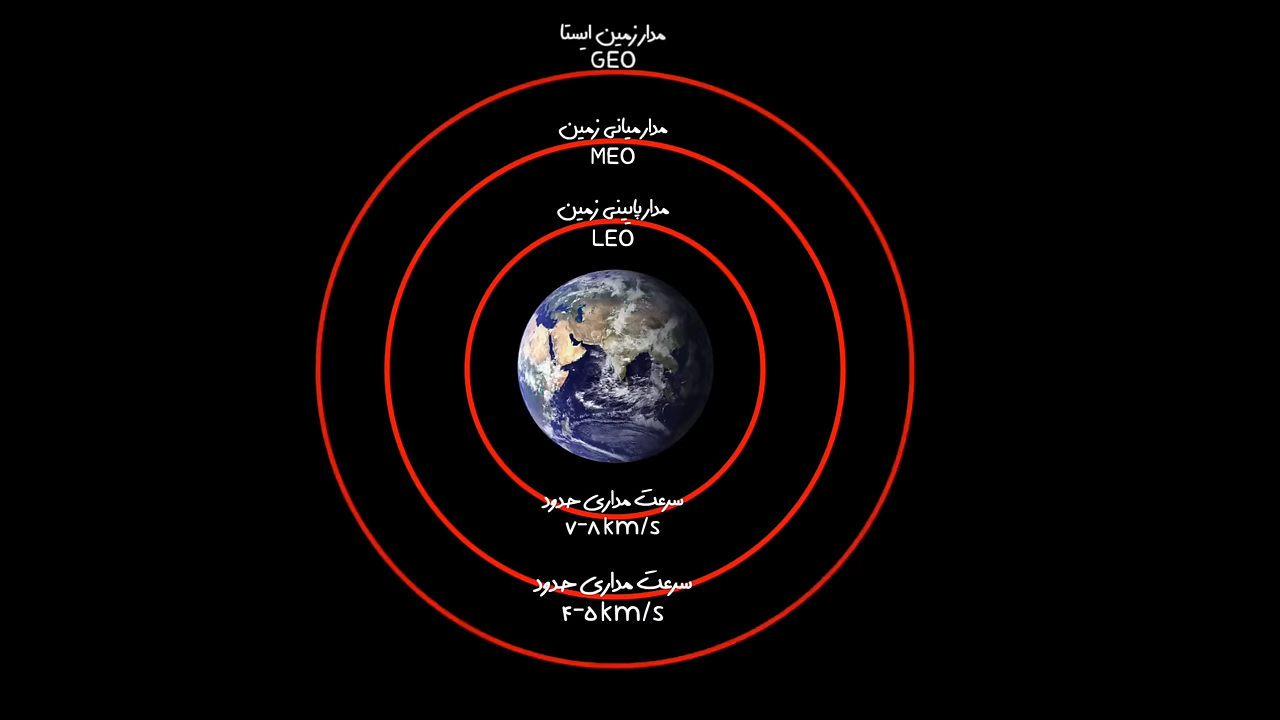 مدار زمین ایستا
GEO
مدار میانی زمین
MEO
مدار پایینی زمین
LEO
سرعت مداری حدود
۷-۸km/s
سرعت مداری حدود
۴-۵km/s